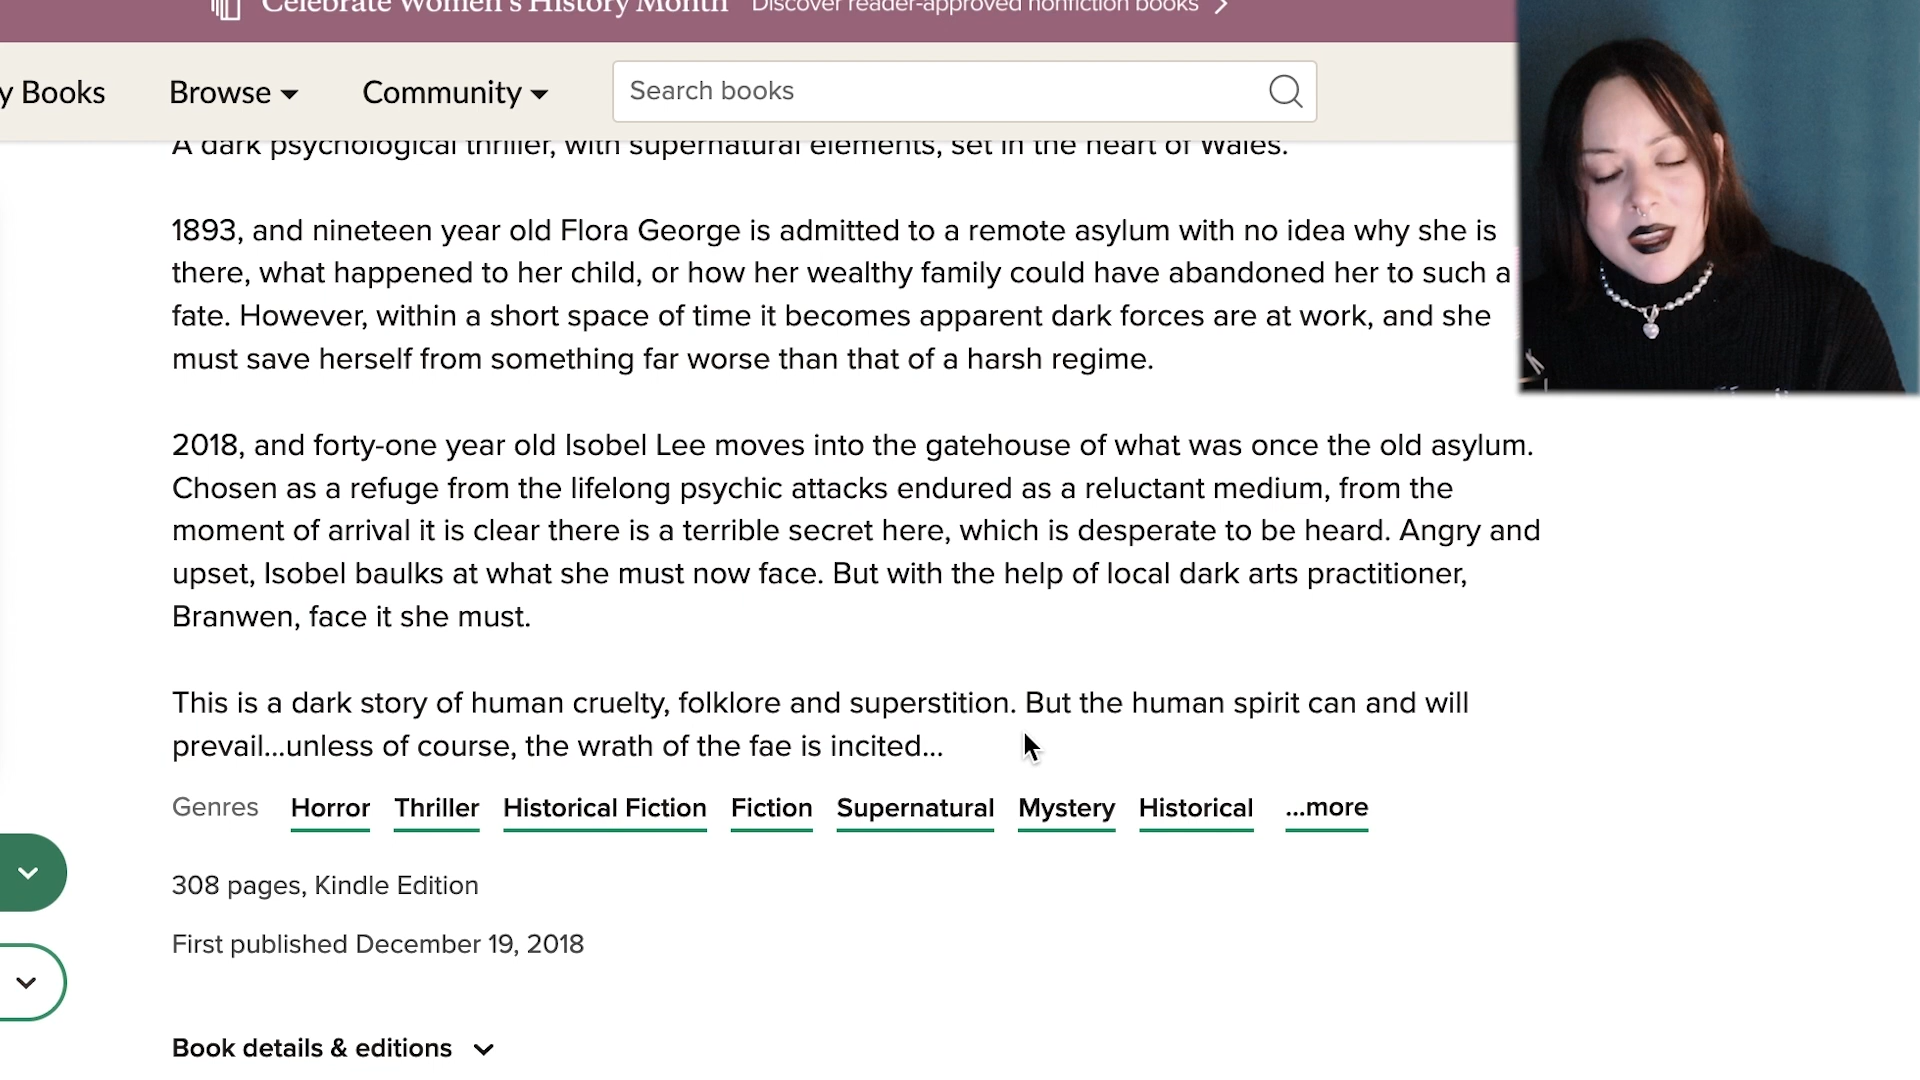 Celebrate Women's History Month Discover reader-approved nonfiction books
y Books Browse Community Search books
A dark psychological thriller, with supernatural elements, set in the heart of Wales.
1893, and nineteen year old Flora George is admitted to a remote asylum with no idea why she is
there, what happened to her child, or how her wealthy family could have abandoned her to such a
fate. However, within a short space of time it becomes apparent dark forces are at work, and she
must save herself from something far worse than that of a harsh regime.
2018, and forty-one year old Isobel Lee moves into the gatehouse of what was once the old asylum.
Chosen as a refuge from the lifelong psychic attacks endured as a reluctant medium, from the
moment of arrival it is clear there is a terrible secret here, which is desperate to be heard. Angry and
upset, Isobel baulks at what she must now face. But with the help of local dark arts practitioner,
Branwen, face it she must.
This is a dark story of human cruelty, folklore and superstition. But the human spirit can and will
prevail...unless of course, the wrath of the fae is incited...
Genres Horror Thriller Historical Fiction Fiction Supernatural Mystery Historical ...more
308 pages, Kindle Edition
First published December 19, 2018
Book details & editions